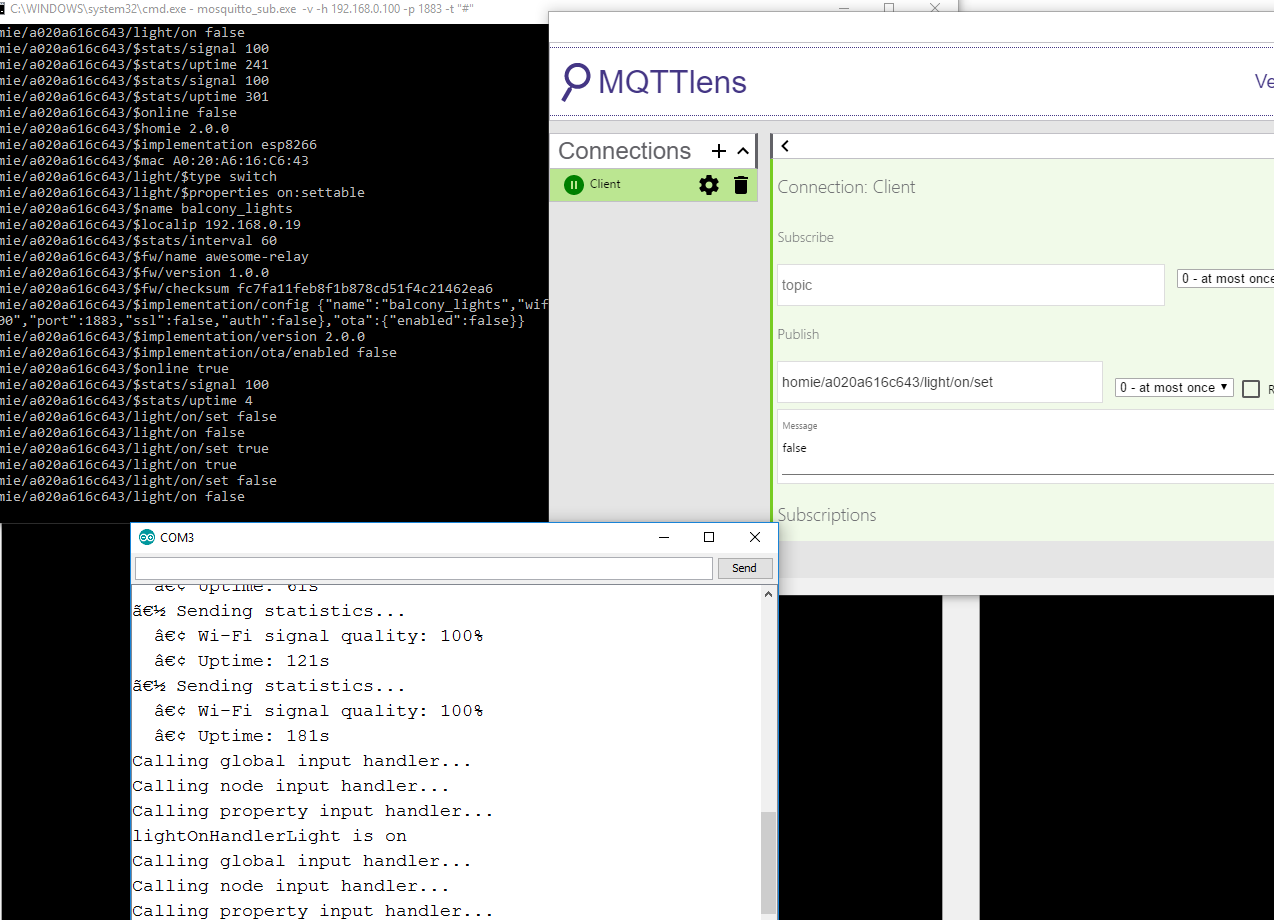 C:\WINDOWS\system32\cmd.exe - mosquitto_sub.exe -v -h 192.168.0.100 -p 1883 -t "#"
mie/a020a616c643/light/on false
mie/a020a616c643/$stats/signal 100
mie/a020a616c643/$stats/uptime 241
mie/a020a616c643/$stats/signal 100
mie/a020a616c643/$stats/uptime 301
mie/a020a616c643/$online false
mie/a020a616c643/$homie 2.0.0
mie/a020a616c643/$implementation esp8266
mie/a020a616c643/$mac A0:20:A6:16:C6:43
mie/a020a616c643/light/$type switch
mie/a020a616c643/light/$properties on:settable
mie/a020a616c643/$name balcony_lights
mie/a020a616c643/$localip 192.168.0.19
mie/a020a616c643/$stats/interval 60
mie/a020a616c643/$fw/name awesome-relay
mie/a020a616c643/$fw/version 1.0.0
mie/a020a616c643/$fw/checksum fc7fa11feb8f1b878cd51f4c21462ea6
mie/a020a616c643/$implementation/config {"name":"balcony_lights","wif
00","port":1883,"ssl":false,"auth":false},"ota":{"enabled":false}}
mie/a020a616c643/$implementation/version 2.0.0
mie/a020a616c643/$implementation/ota/enabled false
mie/a020a616c643/$online true
mie/a020a616c643/$stats/signal 100
mie/a020a616c643/$stats/uptime 4
mie/a020a616c643/light/on/set false
mie/a020a616c643/light/on false
mie/a020a616c643/light/on/set true
mie/a020a616c643/light/on true
mie/a020a616c643/light/on/set false
mie/a020a616c643/light/on false
MQTTlens
Ve
Connections
Client
Connection: Client
Subscribe
topic
0 - at most once
Publish
homie/a020a616c643/light/on/set
0 - at most once
R
Message
false
Subscriptions
COM3
Send
â€¢ Uptime: 61s
ã€½ Sending statistics...
â€¢ Wi-Fi signal quality: 100%
â€¢ Uptime: 121s
ã€½ Sending statistics...
â€¢ Wi-Fi signal quality: 100%
â€¢ Uptime: 181s
Calling global input handler...
Calling node input handler...
Calling property input handler...
lightOnHandlerLight is on
Calling global input handler...
Calling node input handler...
Calling property input handler...